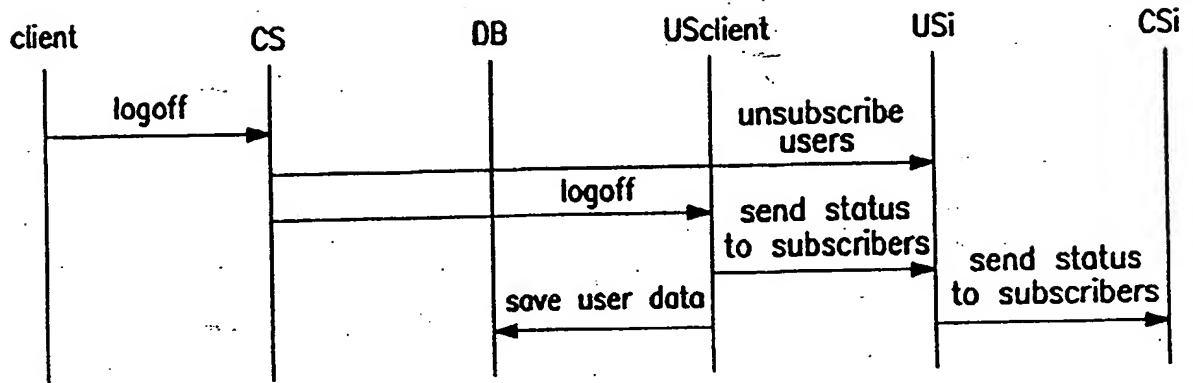 client CS DB USclient USi CSi
logoff
unsubscribe
users
logoff
send status
to subscribers
send status
to subscribers
save user data